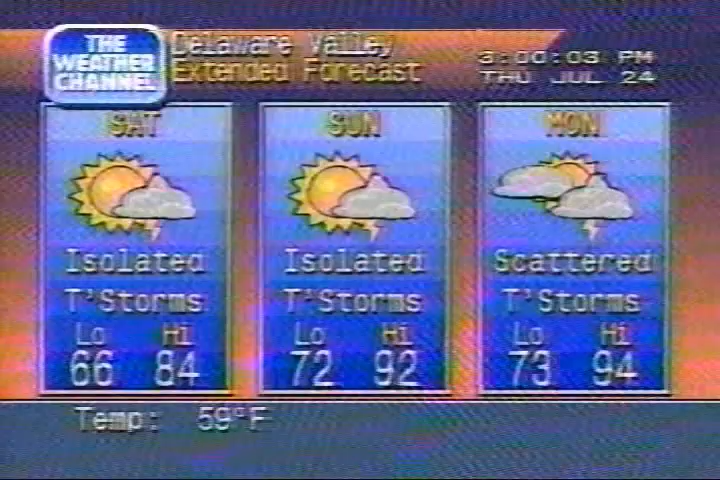 THE
WEATHER
CHANNEL
Delaware Valley
Extended Forecast
3:00:03 PM
THU JUL 24
SAT
Isolated
T'Storms
Lo Hi
66 84
SUN
Isolated
T'Storms
Lo Hi
72 92
MON
Scattered
T'Storms
Lo Hi
73 94
Temp: 59°F